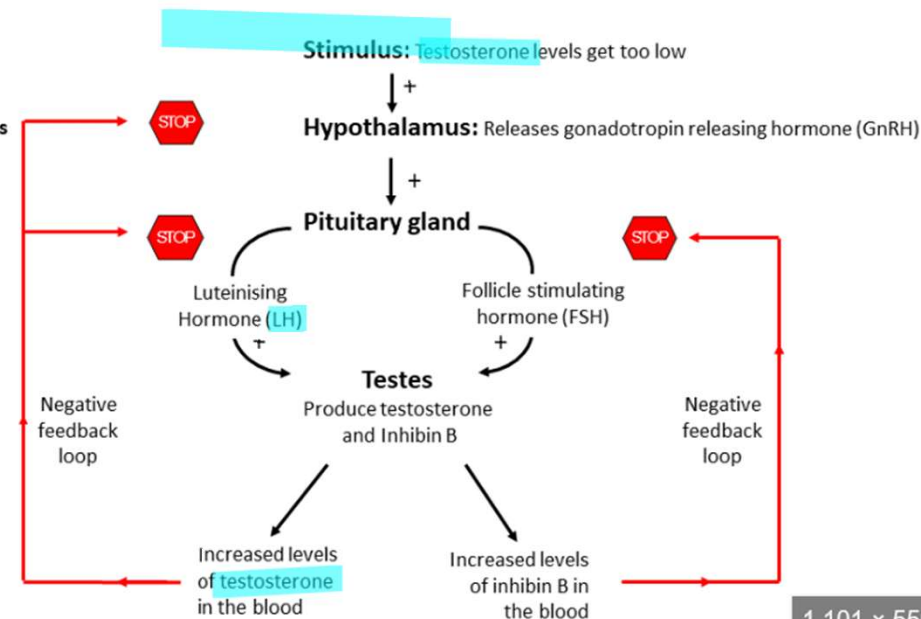 Stimulus: Testosterone levels get too low
+
s
STOP
Hypothalamus: Releases gonadotropin releasing hormone (GnRH)
+
STOP
Pituitary gland
STOP
Luteinising
Hormone (LH)
+
Follicle stimulating
hormone (FSH)
+
Testes
Produce testosterone
and Inhibin B
Negative
feedback
loop
Negative
feedback
loop
Increased levels
of testosterone
in the blood
Increased levels
of inhibin B in
the blood